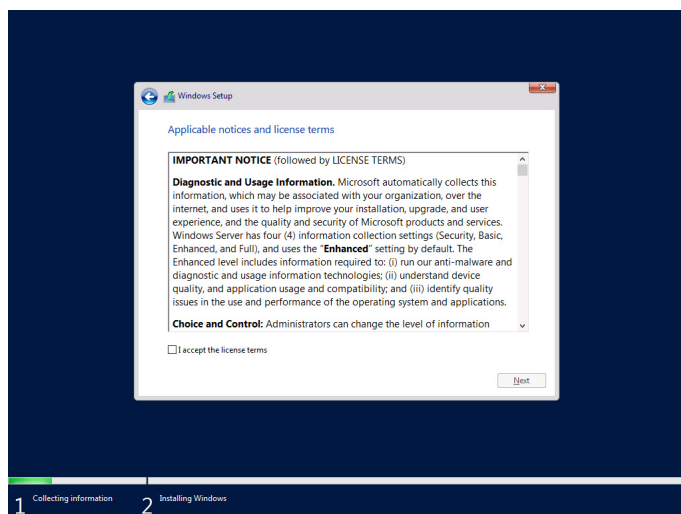 Windows Setup
Applicable notices and license terms
IMPORTANT NOTICE (followed by LICENSE TERMS)
Diagnostic and Usage Information. Microsoft automatically collects this
information, which may be associated with your organization, over the
internet, and uses it to help improve your installation, upgrade, and user
experience, and the quality and security of Microsoft products and services.
Windows Server has four (4) information collection settings (Security, Basic,
Enhanced, and Full), and uses the “Enhanced” setting by default. The
Enhanced level includes information required to: (i) run our anti-malware and
diagnostic and usage information technologies; (ii) understand device
quality, and application usage and compatibility; and (iii) identify quality
issues in the use and performance of the operating system and applications.
Choice and Control: Administrators can change the level of information
I accept the license terms
Next
1 Collecting information
2 Installing Windows